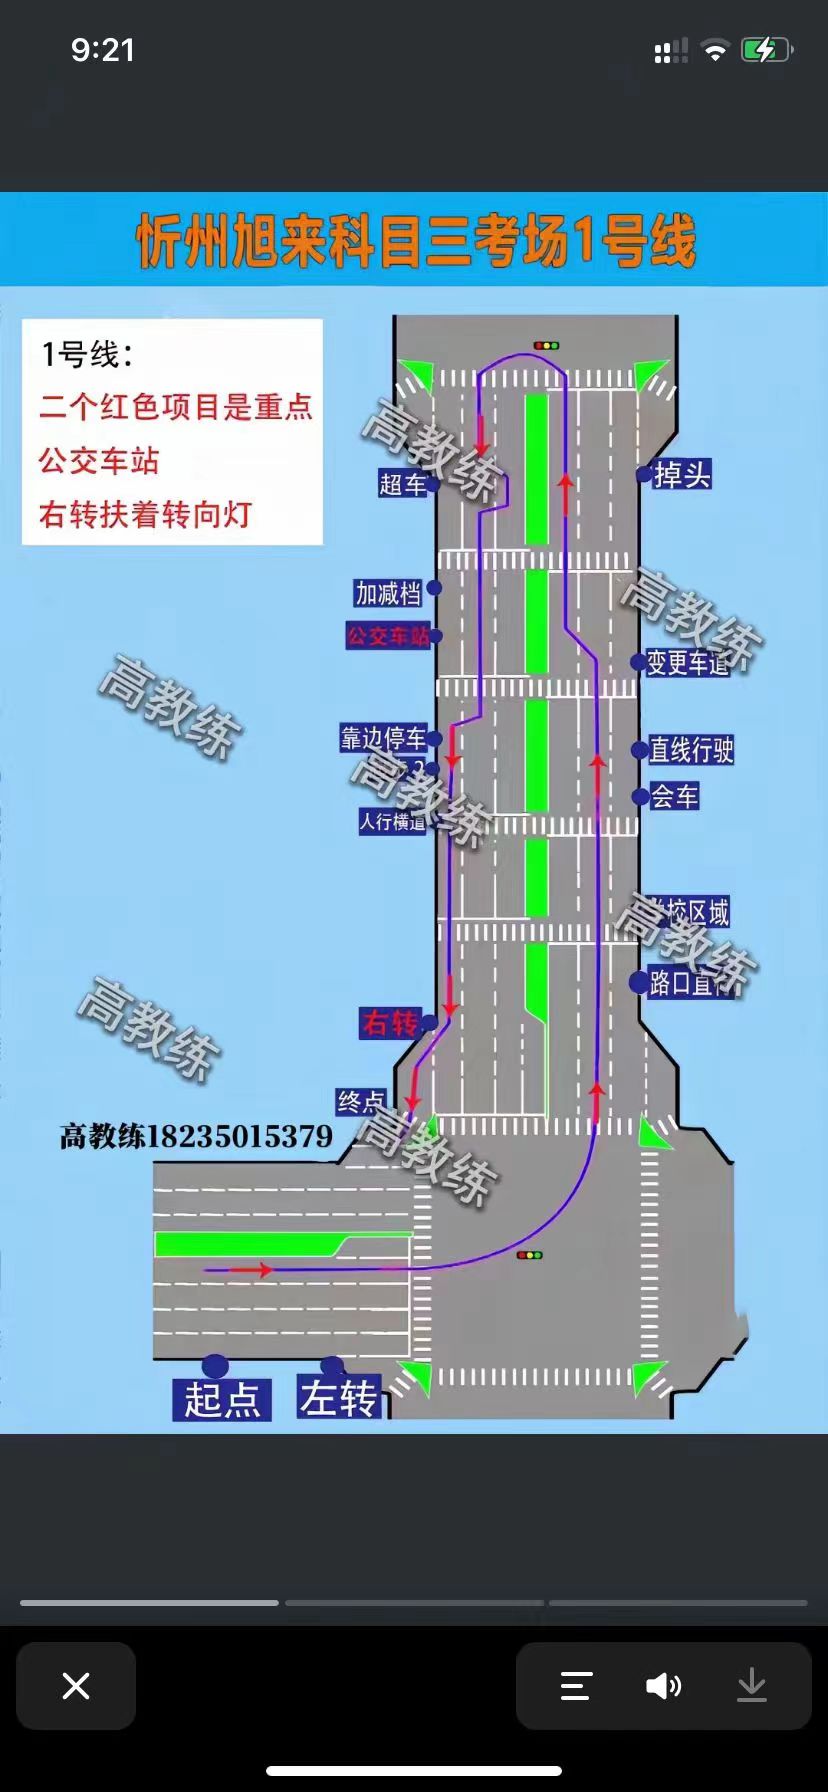 9:21
忻州旭来科目三考场1号线
1号线：
二个红色项目是重点
公交车站
右转扶着转向灯
高教练
超车
掉头
加减档
高教练
公交车站
变更车道
高教练
靠边停车
直线行驶
高教练
会车
人行横道
校区域
高教练
路口直行
高教练
右转
终点
高教练18235015379
高教练
起点
左转